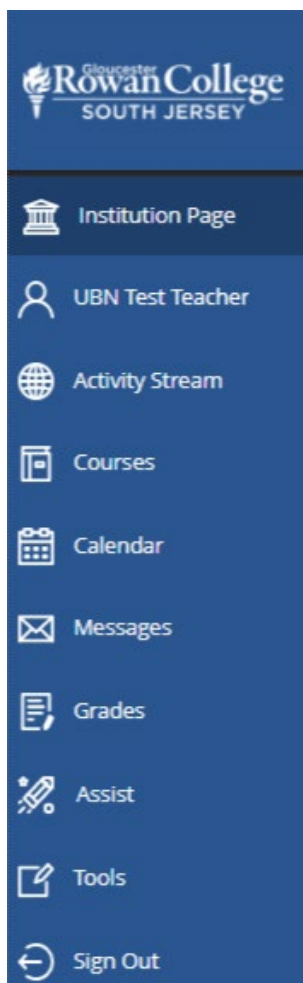 Gloucester
Rowan College
SOUTH JERSEY
Institution Page
UBN Test Teacher
Activity Stream
Courses
Calendar
Messages
Grades
Assist
Tools
Sign Out